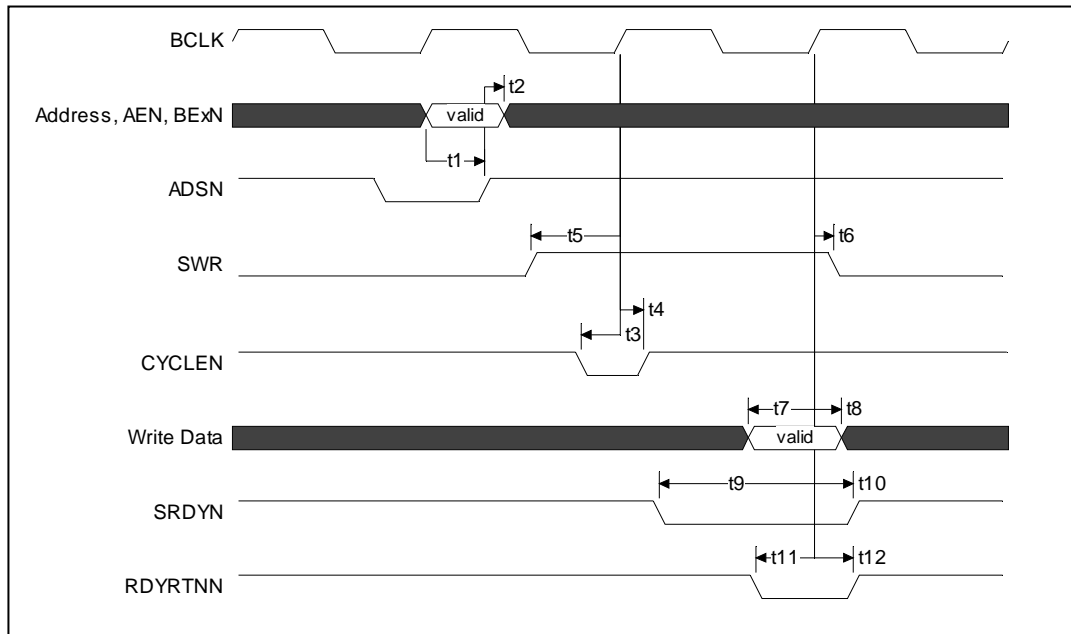 BCLK
t2
Address, AEN, BExN
valid
t1
ADSN
t5
t6
SWR
t4
t3
CYCLEN
t7
t8
Write Data
valid
t9
t10
SRDYN
t11
t12
RDYRTNN